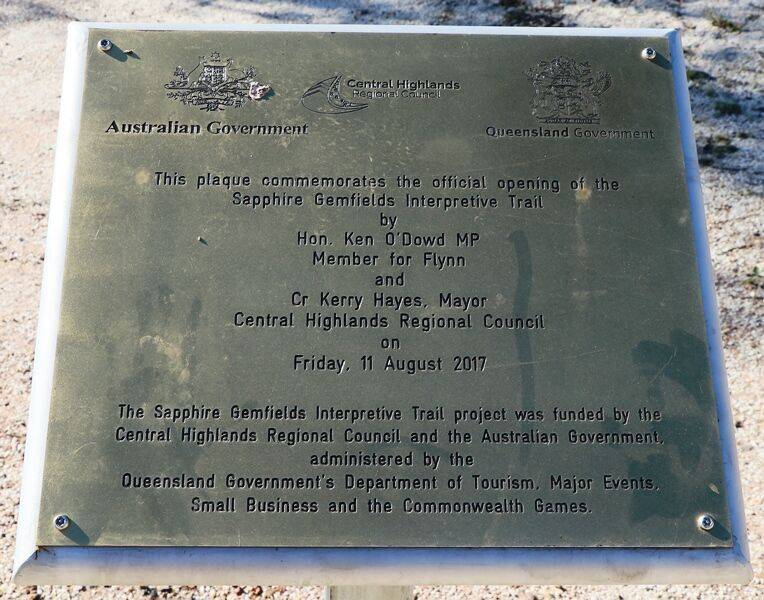 Australian Government
Central Highlands
Regional Council
Queensland Government
This plaque commemorates the official opening of the
Sapphire Gemfields Interpretive Trail
by
Hon. Ken O'Dowd MP
Member for Flynn
and
Cr Kerry Hayes, Mayor
Central Highlands Regional Council
on
Friday, 11 August 2017
The Sapphire Gemfields Interpretive Trail project was funded by the
Central Highlands Regional Council and the Australian Government,
administered by the
Queensland Government's Department of Tourism, Major Events,
Small Business and the Commonwealth Games.